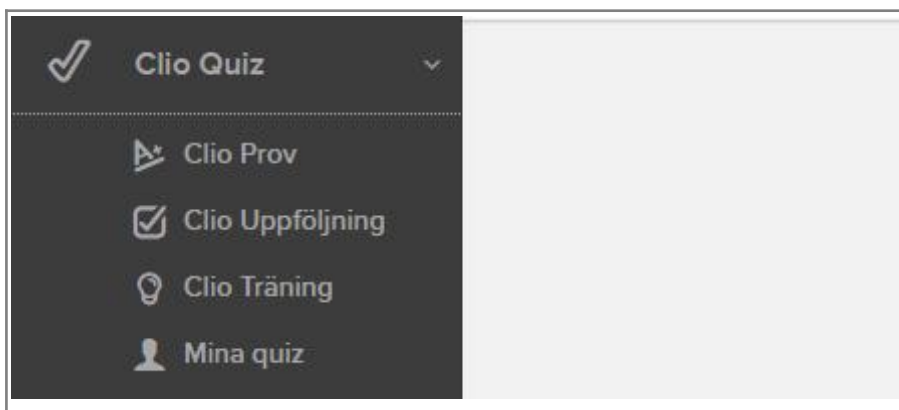 Clio Quiz
Clio Prov
Clio Uppföljning
Clio Träning
Mina quiz